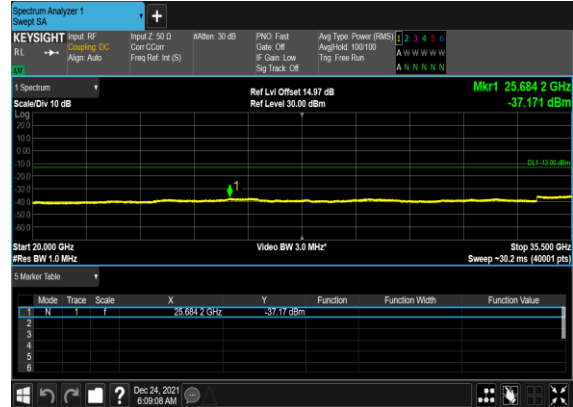 Spectrum Analyzer 1
Swept SA
+
KEYSIGHT Input: RF Input Z: 50 Ω #Atten: 30 dB PNO: Fast Avg Type: Power (RMS) 1 2 3 4 5 6
RL Coupling: DC Corr CCorr Gate: Off Avg|Hold: 100/100 A W W W W W
Align: Auto Freq Ref: Int (S) IF Gain: Low Trig: Free Run
Sig Track: Off A N N N N N
LNI
1 Spectrum Ref Lvl Offset 14.97 dB Mkr1 25.684 2 GHz
Scale/Div 10 dB Ref Level 30.00 dBm -37.171 dBm
Log
20.0
10.0
0.00
-10.0 DL1 -13.00 dBm
-20.0
-30.0 1
-40.0
-50.0
-60.0
Start 20.000 GHz Video BW 3.0 MHz* Stop 35.500 GHz
#Res BW 1.0 MHz Sweep ~30.2 ms (40001 pts)
5 Marker Table
Mode Trace Scale X Y Function Function Width Function Value
1 N 1 f 25.684 2 GHz -37.17 dBm
2
3
4
5
6
? Dec 24, 2021
6:09:08 AM